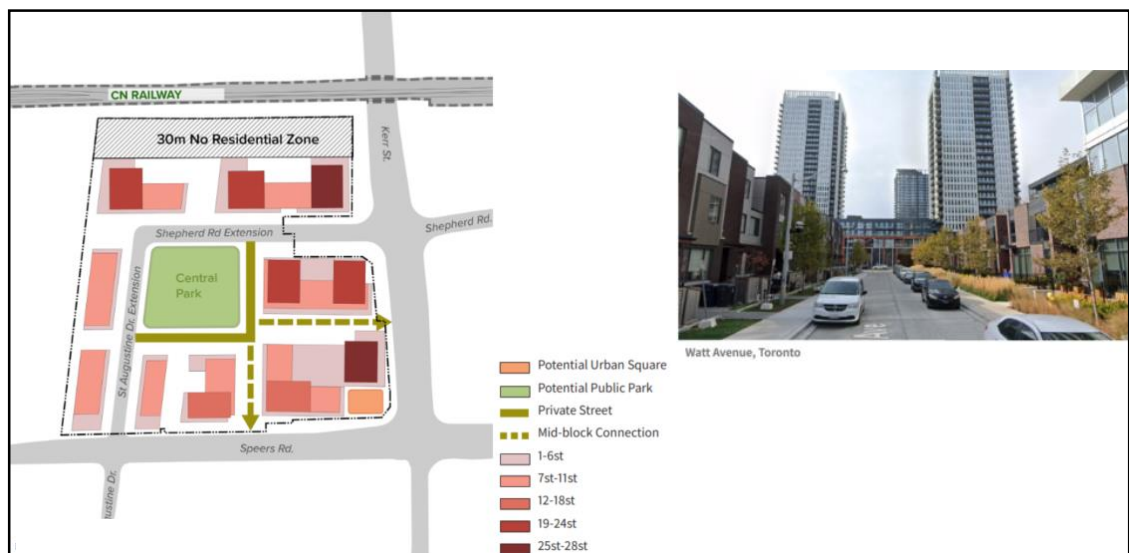 CN RAILWAY
30m No Residential Zone
Kerr St.
Shepherd Rd Extension
Shepherd Rd.
Central
Park
St Augustine Dr. Extension
Speers Rd.
Augustine Dr.
Potential Urban Square
Potential Public Park
Private Street
Mid-block Connection
1-6st
7st-11st
12-18st
19-24st
25st-28st
Ave
Watt Avenue, Toronto